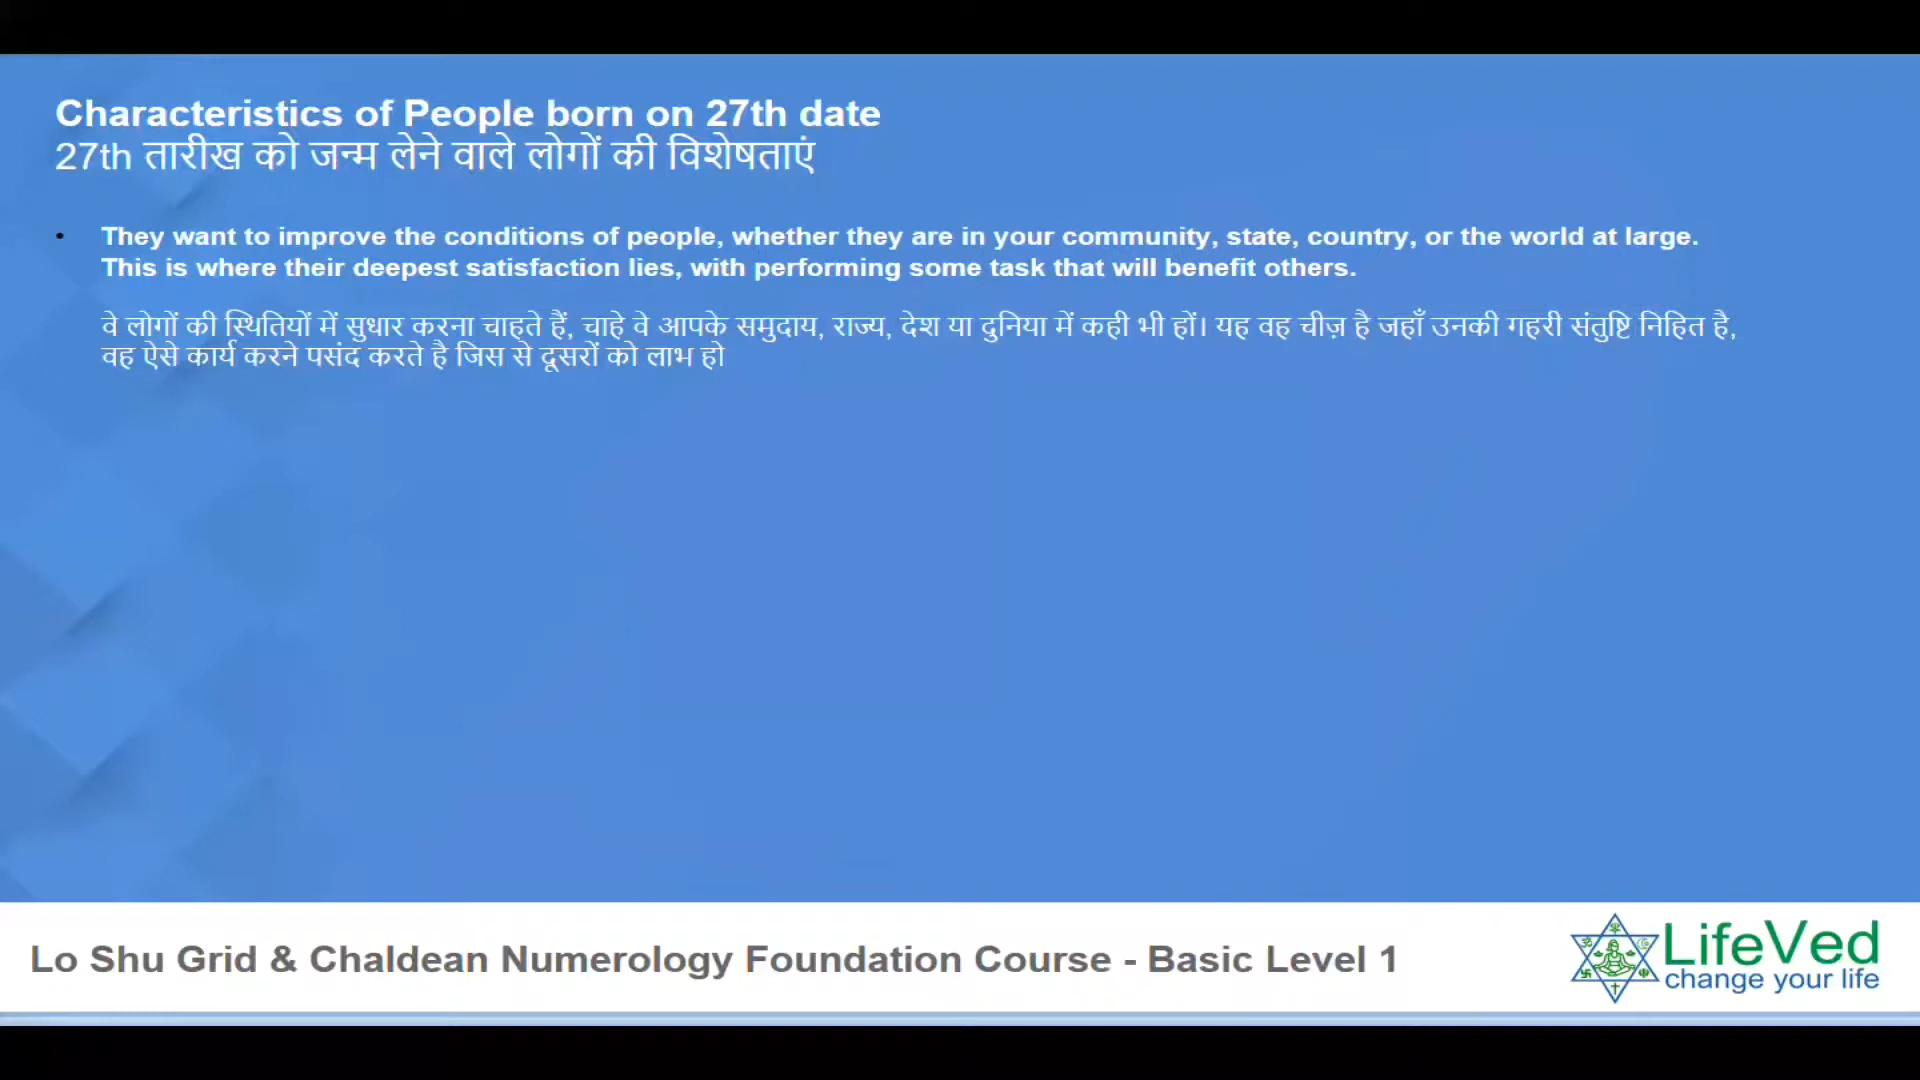 Characteristics of People born on 27th date
27th तारीख को जन्म लेने वाले लोगों की विशेषताएं
• They want to improve the conditions of people, whether they are in your community, state, country, or the world at large.
This is where their deepest satisfaction lies, with performing some task that will benefit others.
वे लोगों की स्थितियों में सुधार करना चाहते हैं, चाहे वे आपके समुदाय, राज्य, देश या दुनिया में कही भी हों। यह वह चीज़ है जहाँ उनकी गहरी संतुष्टि निहित है,
वह ऐसे कार्य करने पसंद करते है जिस से दूसरों को लाभ हो
Lo Shu Grid & Chaldean Numerology Foundation Course - Basic Level 1
LifeVed
change your life